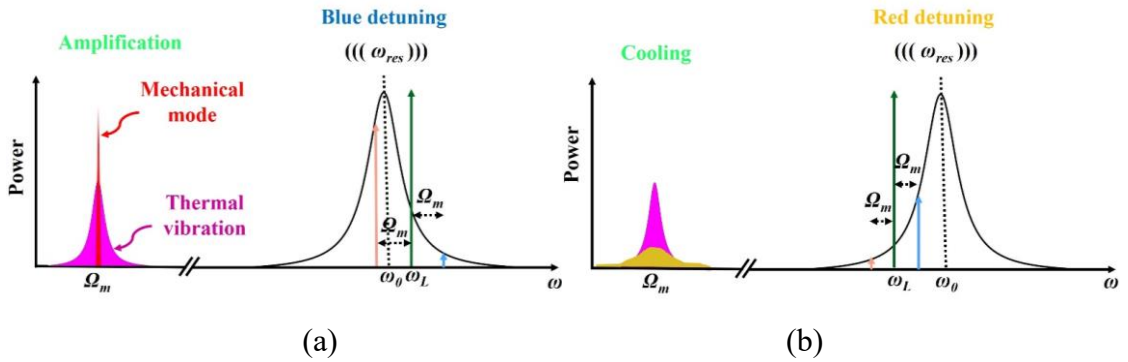 Blue detuning
Amplification
((( ω_res )))
Mechanical
mode
Thermal
vibration
Power
Ω_m
Ω_m
Ω_m
ω_0
ω_L
ω
(a)
Red detuning
Cooling
((( ω_res )))
Power
Ω_m
Ω_m
Ω_m
ω_L
ω_0
ω
(b)